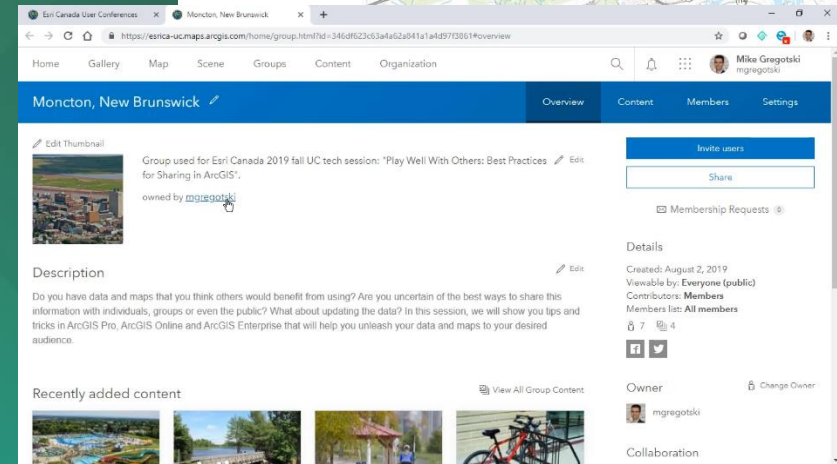 Esri Canada User Conferences
Moncton, New Brunswick
https://esrica-uc.maps.arcgis.com/home/group.html?id=346df623c63a4a62a841a1a4d97f3861#overview
Home Gallery Map Scene Groups Content Organization
Mike Gregotski
mgregotski
Moncton, New Brunswick
Overview Content Members Settings
Edit Thumbnail
Group used for Esri Canada 2019 fall UC tech session: "Play Well With Others: Best Practices
for Sharing in ArcGIS".
Edit
owned by mgregotski
Description
Edit
Do you have data and maps that you think others would benefit from using? Are you uncertain of the best ways to share this
information with individuals, groups or even the public? What about updating the data? In this session, we will show you tips and
tricks in ArcGIS Pro, ArcGIS Online and ArcGIS Enterprise that will help you unleash your data and maps to your desired
audience.
Recently added content
View All Group Content
Invite users
Share
Membership Requests 0
Details
Created: August 2, 2019
Viewable by: Everyone (public)
Contributors: Members
Members list: All members
7 4
Owner
Change Owner
mgregotski
Collaboration